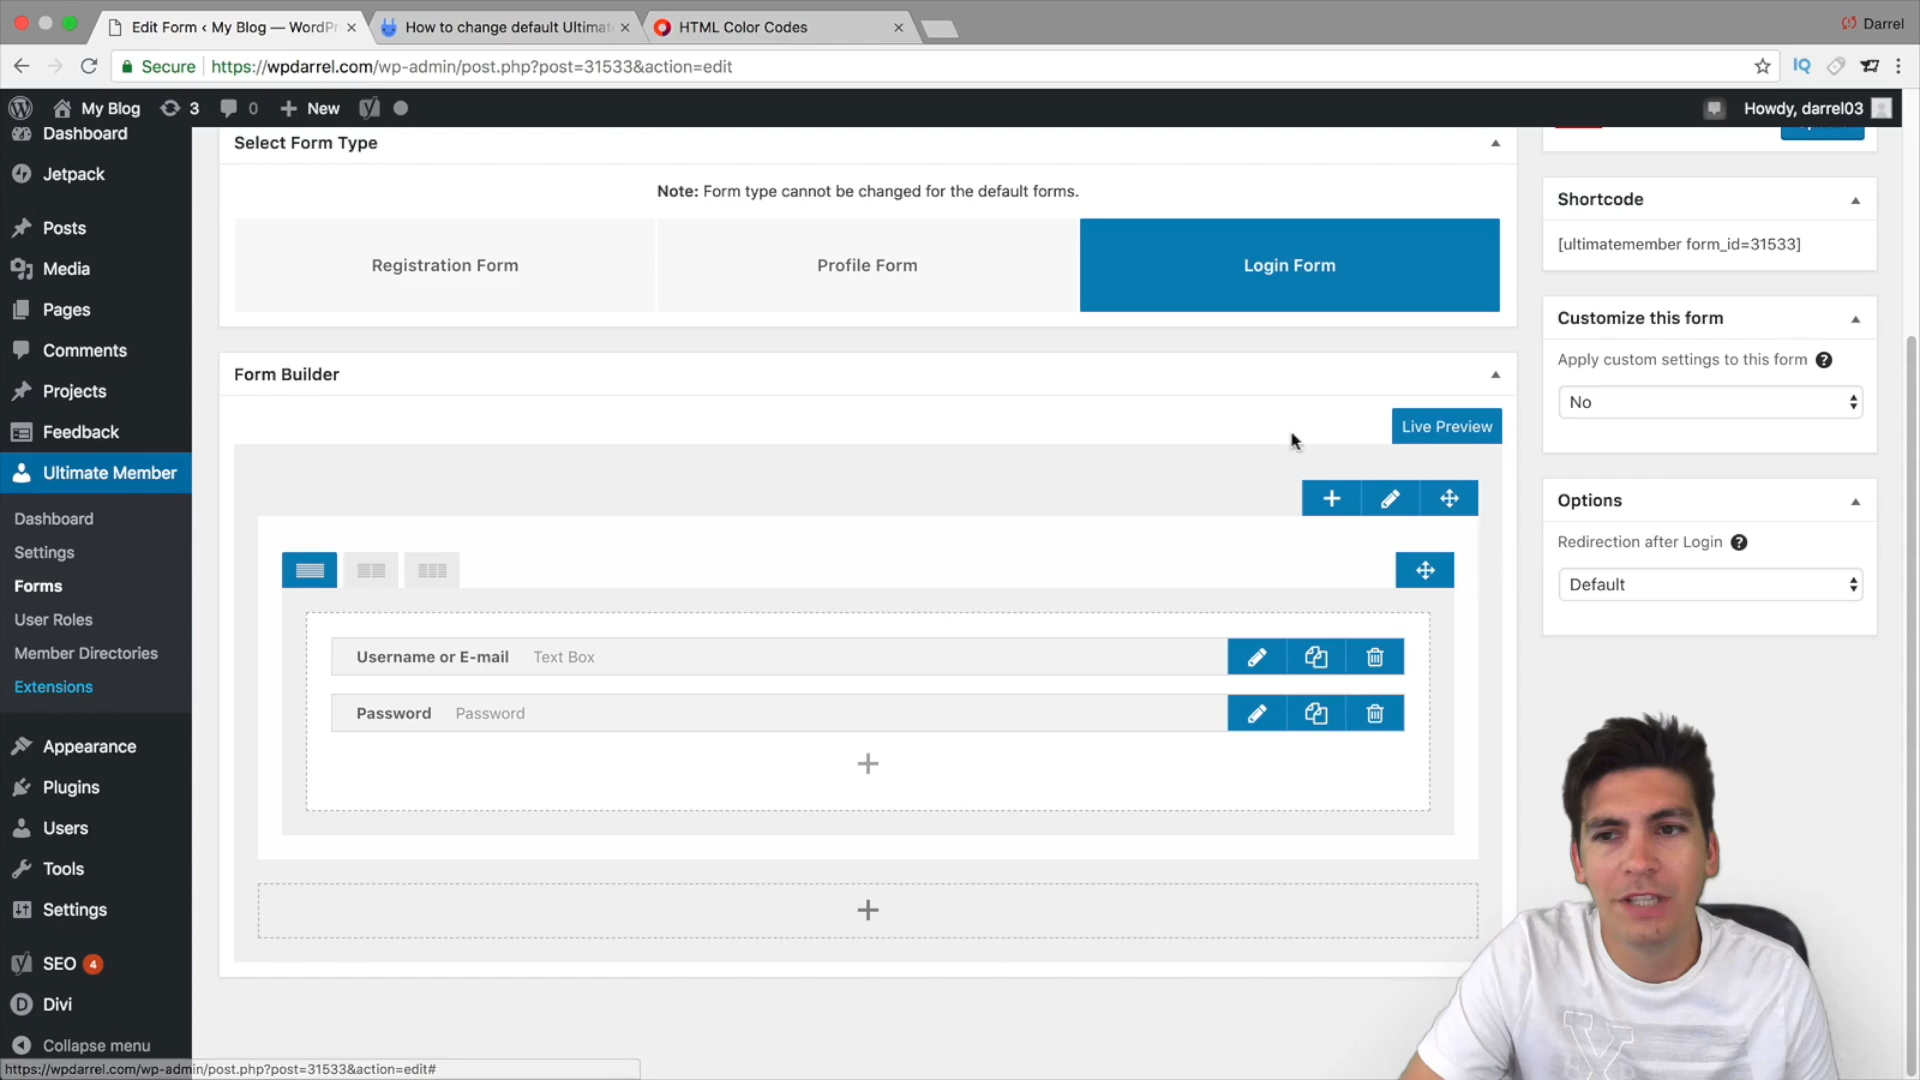 Edit Form ‹ My Blog — WordPr
How to change default Ultimat
HTML Color Codes
Darrel
Secure
https://wpdarrel.com/wp-admin/post.php?post=31533&action=edit
IQ
My Blog
3
0
New
Howdy, darrel03
Dashboard
Jetpack
Posts
Media
Pages
Comments
Projects
Feedback
Ultimate Member
Dashboard
Settings
Forms
User Roles
Member Directories
Extensions
Appearance
Plugins
Users
Tools
Settings
SEO 4
Divi
Collapse menu
https://wpdarrel.com/wp-admin/post.php?post=31533&action=edit#
Select Form Type
Note: Form type cannot be changed for the default forms.
Registration Form
Profile Form
Login Form
Form Builder
Live Preview
Username or E-mail Text Box
Password Password
Shortcode
[ultimatemember form_id=31533]
Customize this form
Apply custom settings to this form
No
Options
Redirection after Login
Default